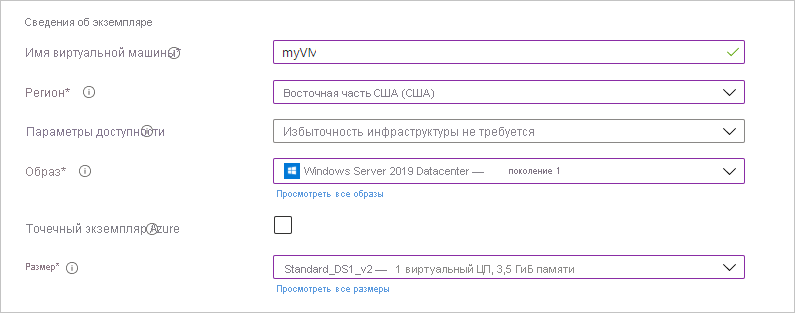 Сведения об экземпляре
Имя виртуальной машины* myVM
Регион* Восточная часть США (США)
Параметры доступности Избыточность инфраструктуры не требуется
Образ* Windows Server 2019 Datacenter — поколение 1
Просмотреть все образы
Точечный экземпляр Azure
Размер* Standard_DS1_v2 — 1 виртуальный ЦП, 3,5 ГиБ памяти
Просмотреть все размеры